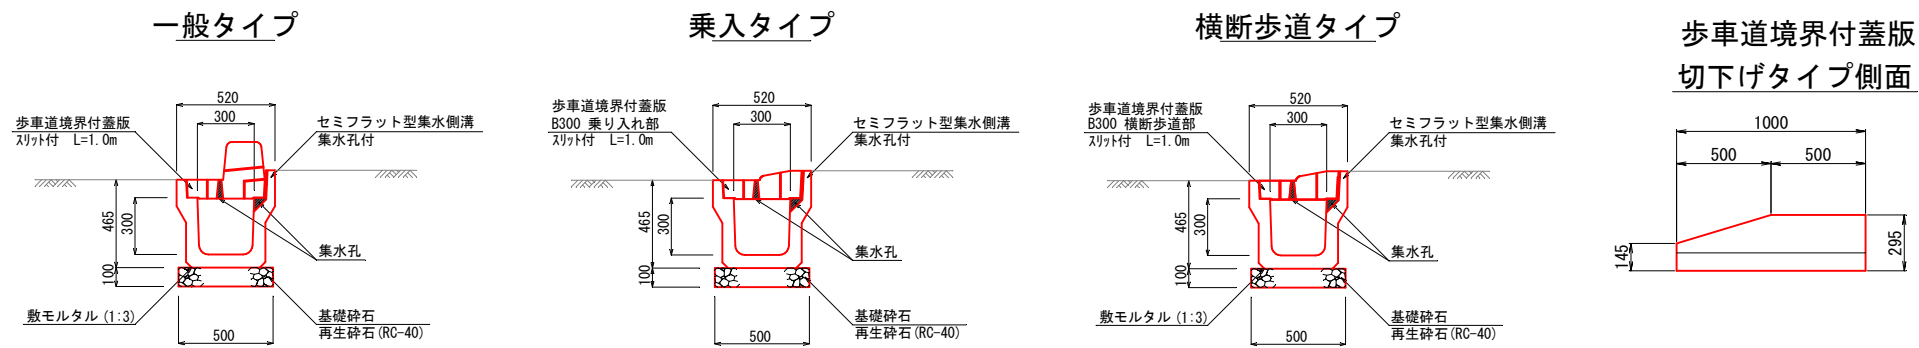 一般タイプ
520
300
歩車道境界付蓋版
ｽﾘｯﾄ付 L=1.0m
セミフラット型集水側溝
集水孔付
465
300
100
集水孔
敷モルタル(1:3)
基礎砕石
再生砕石(RC-40)
500
乗入タイプ
520
300
歩車道境界付蓋版
B300 乗り入れ部
ｽﾘｯﾄ付 L=1.0m
セミフラット型集水側溝
集水孔付
465
300
100
集水孔
基礎砕石
再生砕石(RC-40)
500
横断歩道タイプ
520
300
歩車道境界付蓋版
B300 横断歩道部
ｽﾘｯﾄ付 L=1.0m
セミフラット型集水側溝
集水孔付
465
300
100
集水孔
敷モルタル(1:3)
基礎砕石
再生砕石(RC-40)
500
歩車道境界付蓋版
切下げタイプ側面
1000
500 500
145
295